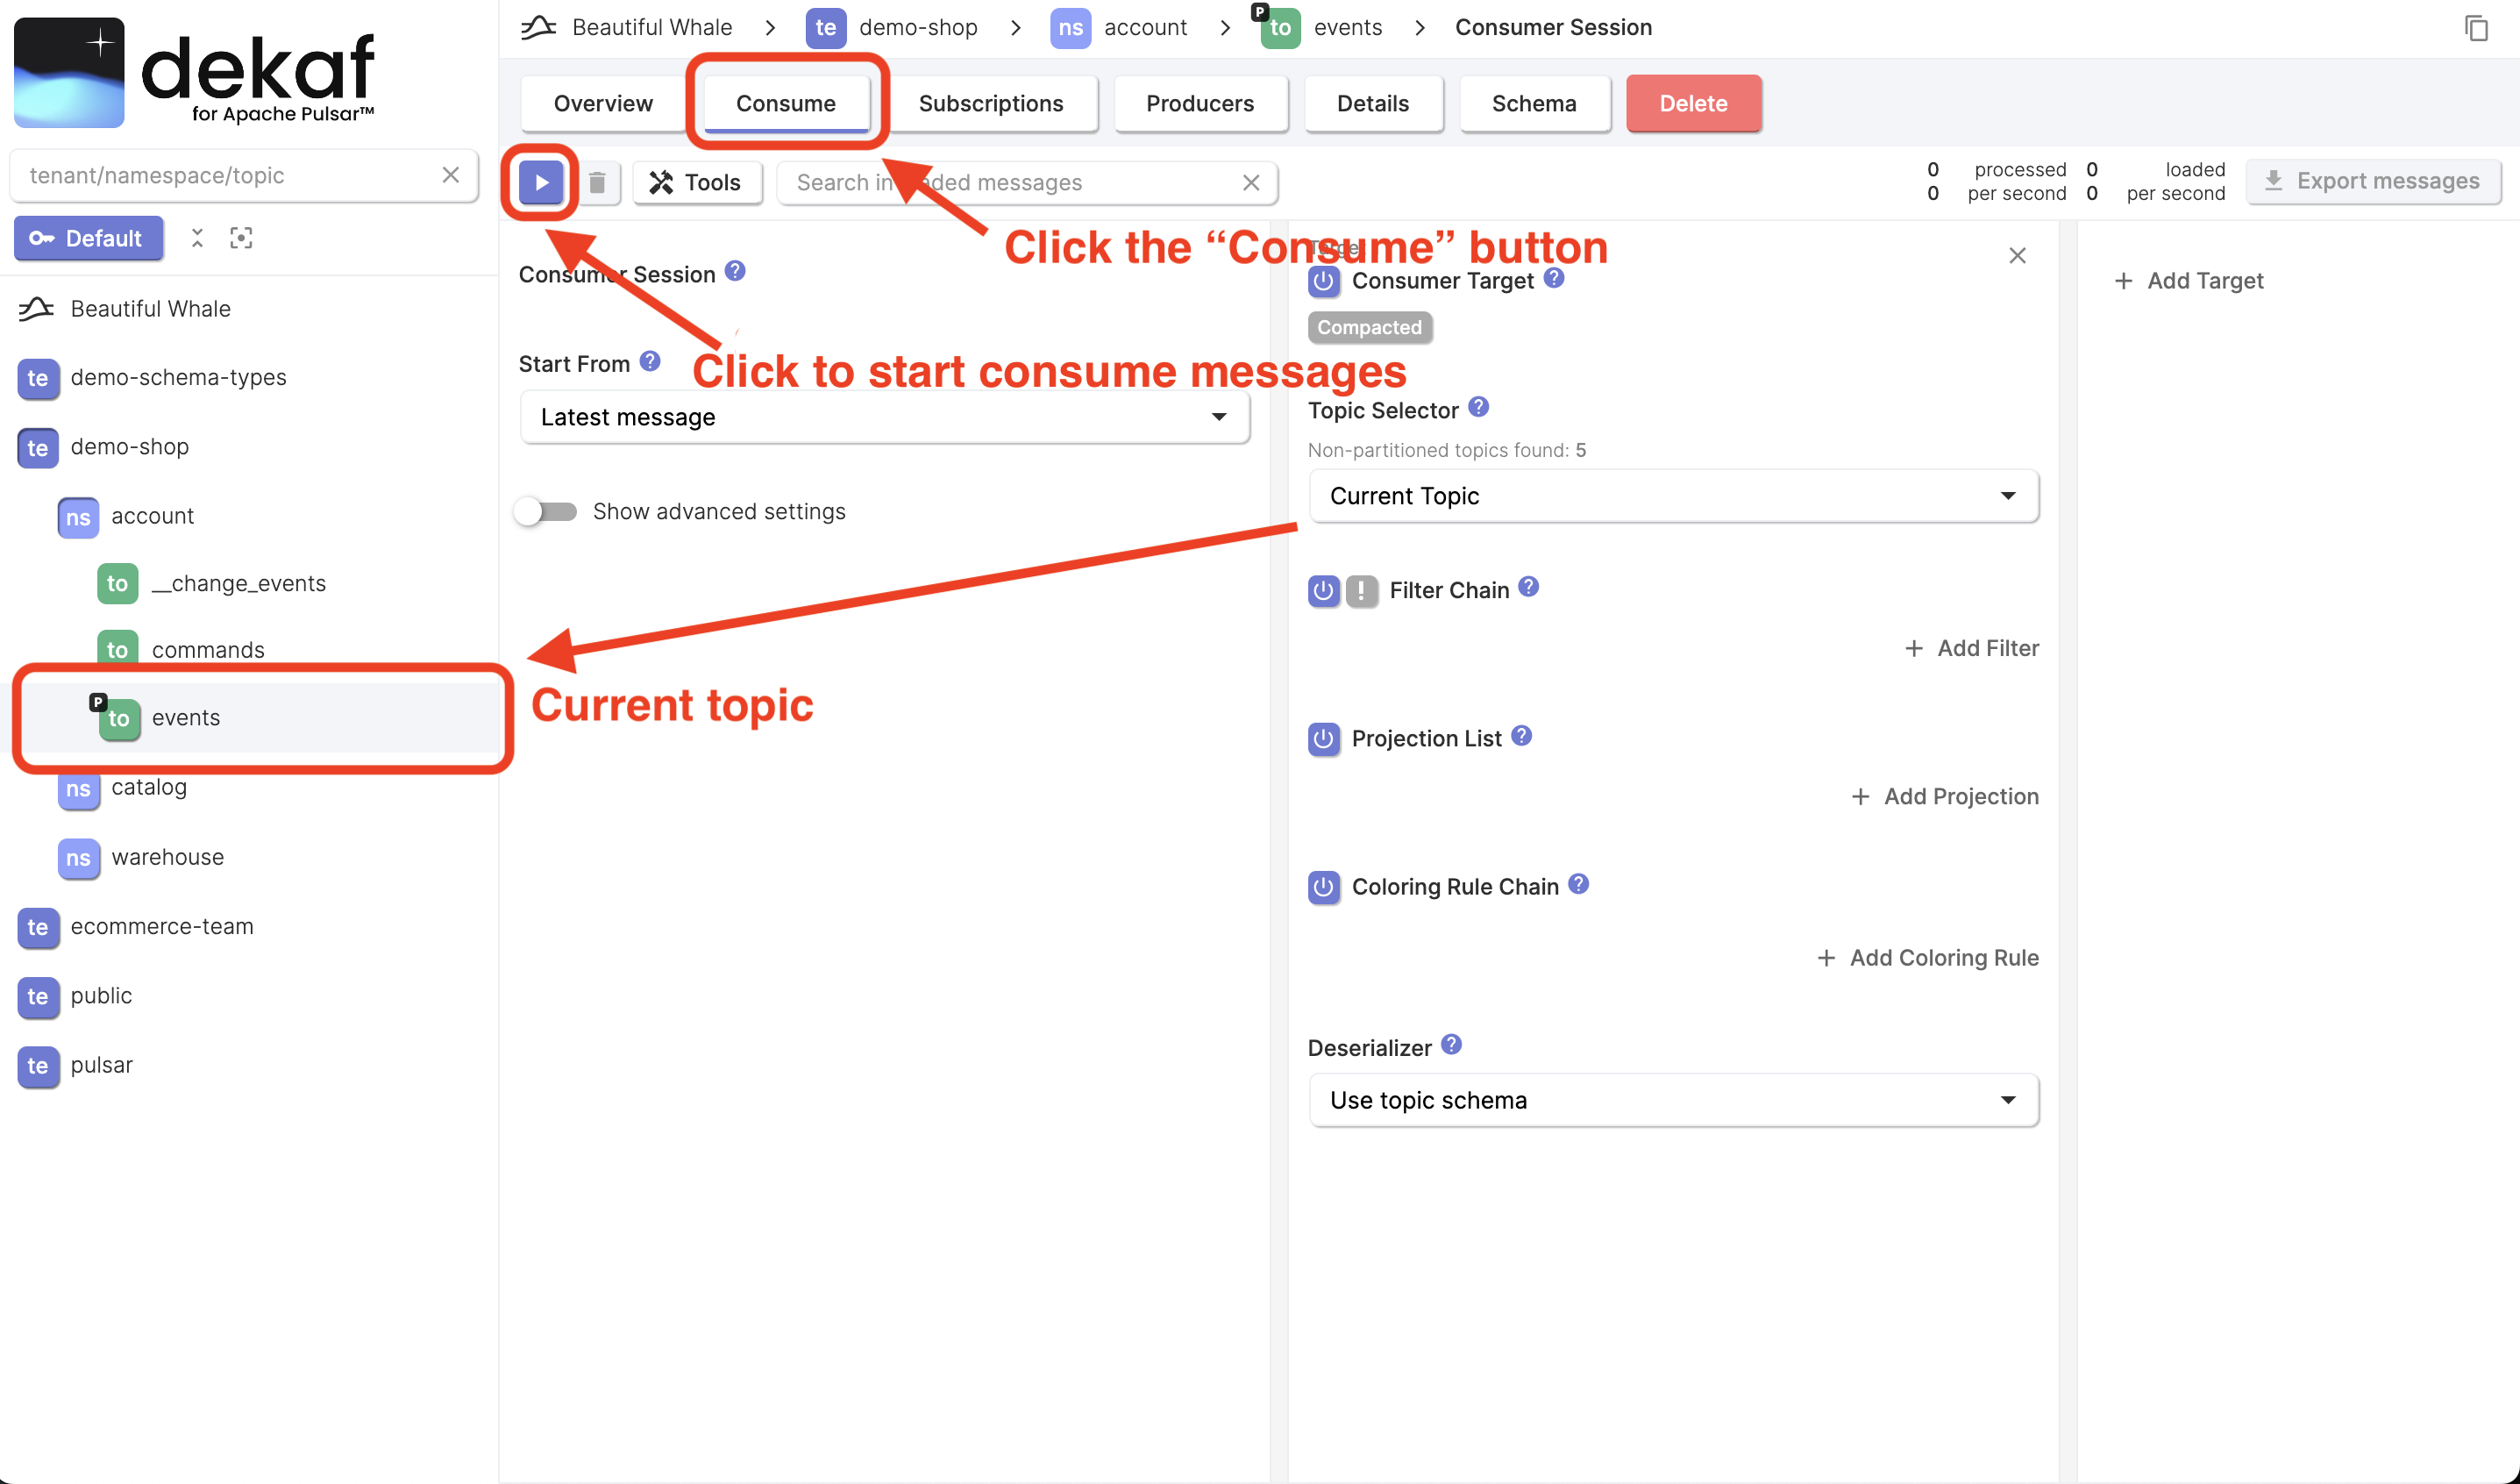 dekaf
for Apache Pulsar™
tenant/namespace/topic
Default
Beautiful Whale
te demo-schema-types
te demo-shop
ns account
to __change_events
to commands
P to events
ns catalog
ns warehouse
te ecommerce-team
te public
te pulsar
Beautiful Whale > te demo-shop > ns account > P to events > Consumer Session
Overview Consume Subscriptions Producers Details Schema Delete
Tools Search in loaded messages
0 processed 0 loaded
0 per second 0 per second
Export messages
Click the “Consume” button
Consumer Session ?
Click to start consume messages
Start From ?
Latest message
Show advanced settings
Current topic
Consumer Target ?
Compacted
Topic Selector ?
Non-partitioned topics found: 5
Current Topic
! Filter Chain ?
+ Add Filter
Projection List ?
+ Add Projection
Coloring Rule Chain ?
+ Add Coloring Rule
Deserializer ?
Use topic schema
+ Add Target